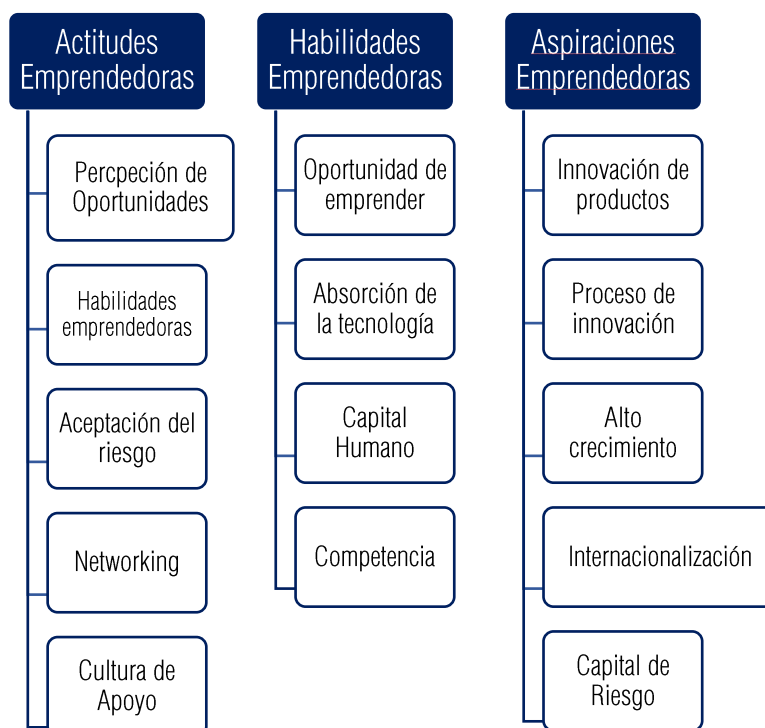 Actitudes
Emprendedoras
Percpeción de
Oportunidades
Habilidades
emprendedoras
Aceptación del
riesgo
Networking
Cultura de
Apoyo
Habilidades
Emprendedoras
Oportunidad de
emprender
Absorción de
la tecnología
Capital
Humano
Competencia
Aspiraciones
Emprendedoras
Innovación de
productos
Proceso de
innovación
Alto
crecimiento
Internacionalización
Capital de
Riesgo